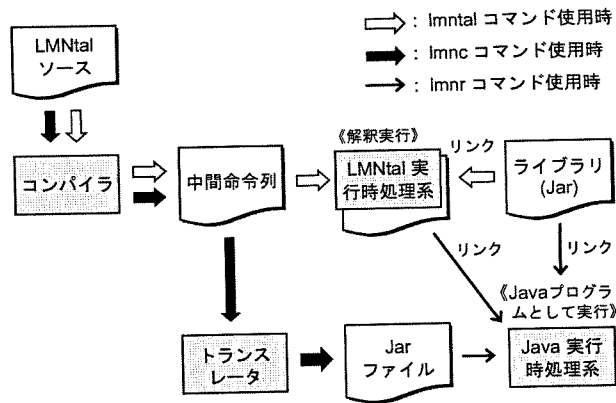 LMNtal
ソース
: lmntal コマンド使用時
: lmnc コマンド使用時
: lmnr コマンド使用時
コンパイラ
中間命令列
《解釈実行》
LMNtal 実
行時処理系
リンク
ライブラリ
(Jar)
リンク
リンク
《Javaプログラ
ムとして実行》
トランス
レータ
Jar
ファイル
Java 実行
時処理系